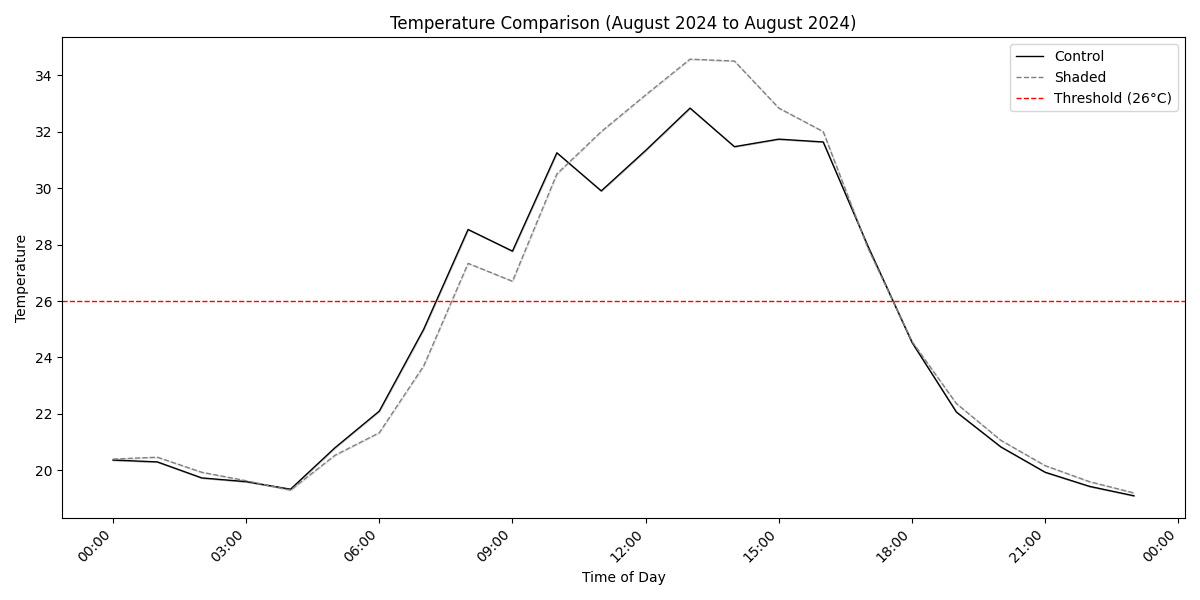 Temperature Comparison (August 2024 to August 2024)
Control
Shaded
Threshold (26°C)
Temperature
34
32
30
28
26
24
22
20
00:00
03:00
06:00
09:00
12:00
15:00
18:00
21:00
00:00
Time of Day